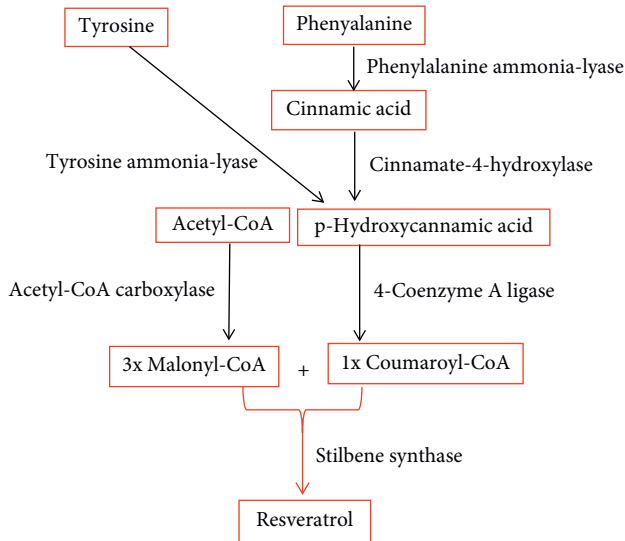 Tyrosine
Phenyalanine
Phenylalanine ammonia-lyase
Cinnamic acid
Tyrosine ammonia-lyase
Cinnamate-4-hydroxylase
Acetyl-CoA
p-Hydroxycannamic acid
Acetyl-CoA carboxylase
4-Coenzyme A ligase
3x Malonyl-CoA
+
1x Coumaroyl-CoA
Stilbene synthase
Resveratrol